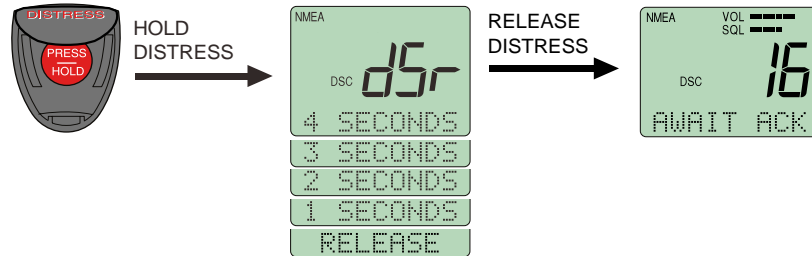 DISTRESS
PRESS
HOLD
HOLD
DISTRESS
NMEA
DSC dSr
4 SECONDS
3 SECONDS
2 SECONDS
1 SECONDS
RELEASE
RELEASE
DISTRESS
NMEA VOL
SQL
DSC 16
AWAIT ACK